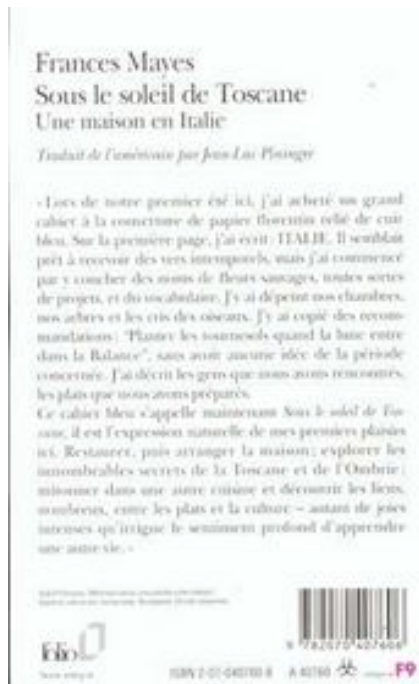 Frances Mayes
Sous le soleil de Toscane
Une maison en Italie
Traduit de l'américain par Jean-Luc Piningre
« Lors de notre premier été ici, j'ai acheté un grand
cahier à la couverture de papier florentin relié de cuir
bleu. Sur la première page, j'ai écrit : ITALIE. Il semblait
prêt à recevoir des vers intemporels, mais j'ai commencé
par y coucher des noms de fleurs sauvages, toutes sortes
de projets, et du vocabulaire. J'y ai dépeint nos chambres,
nos arbres et les cris des oiseaux. J'y ai copié des recom-
mandations : "Planter les tournesols quand la lune entre
dans la Balance", sans avoir aucune idée de la période
concernée. J'ai décrit les gens que nous avons rencontrés,
les plats que nous avons préparés.
Ce cahier bleu s'appelle maintenant Sous le soleil de Tos-
cane, il est l'expression naturelle de mes premiers plaisirs
ici. Restaurer, puis arranger la maison ; explorer les
innombrables secrets de la Toscane et de l'Ombrie ;
mitonner dans une autre cuisine et découvrir les liens,
nombreux, entre les plats et la culture – autant de joies
intenses qu'irrigue le sentiment profond d'apprendre
une autre vie. »
folio
9 782070 407606
ISBN 2-07-040760-8 A 40760 F9